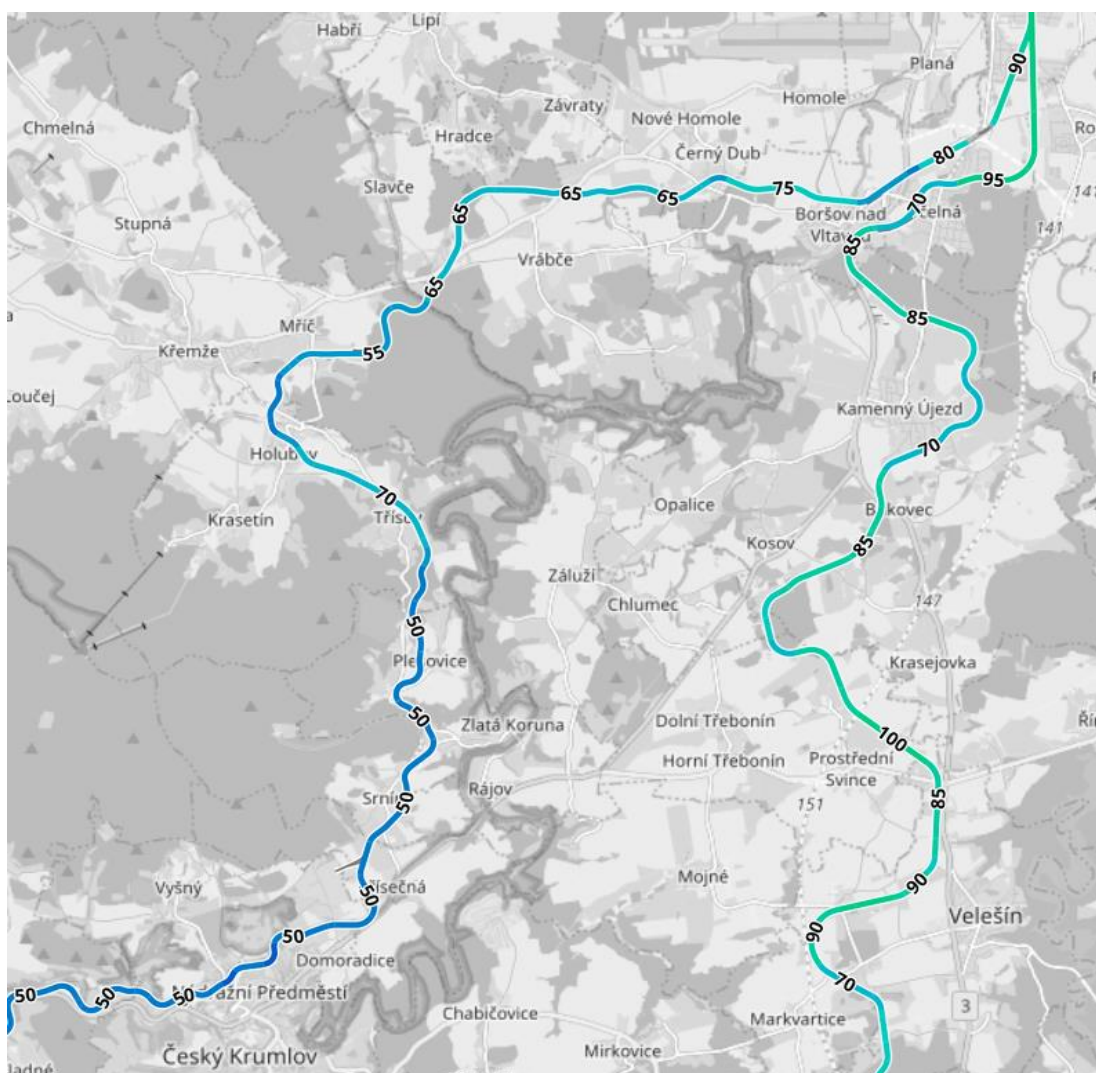 Habří
Lipí
90
Planá
Závraty
Homole
Chmelná
Nové Homole
Hradce
Černý Dub
80
Slavče
75
95
65
65
65
70
141
Stupná
Boršov nad
141
85
Vrábče
65
85
Mříč
Křemže
55
Kamenný Újezd
Holubov
70
70
Opalice
Krasetín
Třísov
Kosov
85
Záluží
Chlumec
147
50
Plešovice
Krasejovka
50
Zlatá Koruna
Dolní Třebonín
100
Horní Třebonín
Prostřední
Svince
Rájov
50
85
151
Vyšný
50
Mojné
90
Velešín
50
90
Domoradice
70
50
50
50
Předměstí
3
Chabičovice
Markvartice
Český Krumlov
Mirkovice